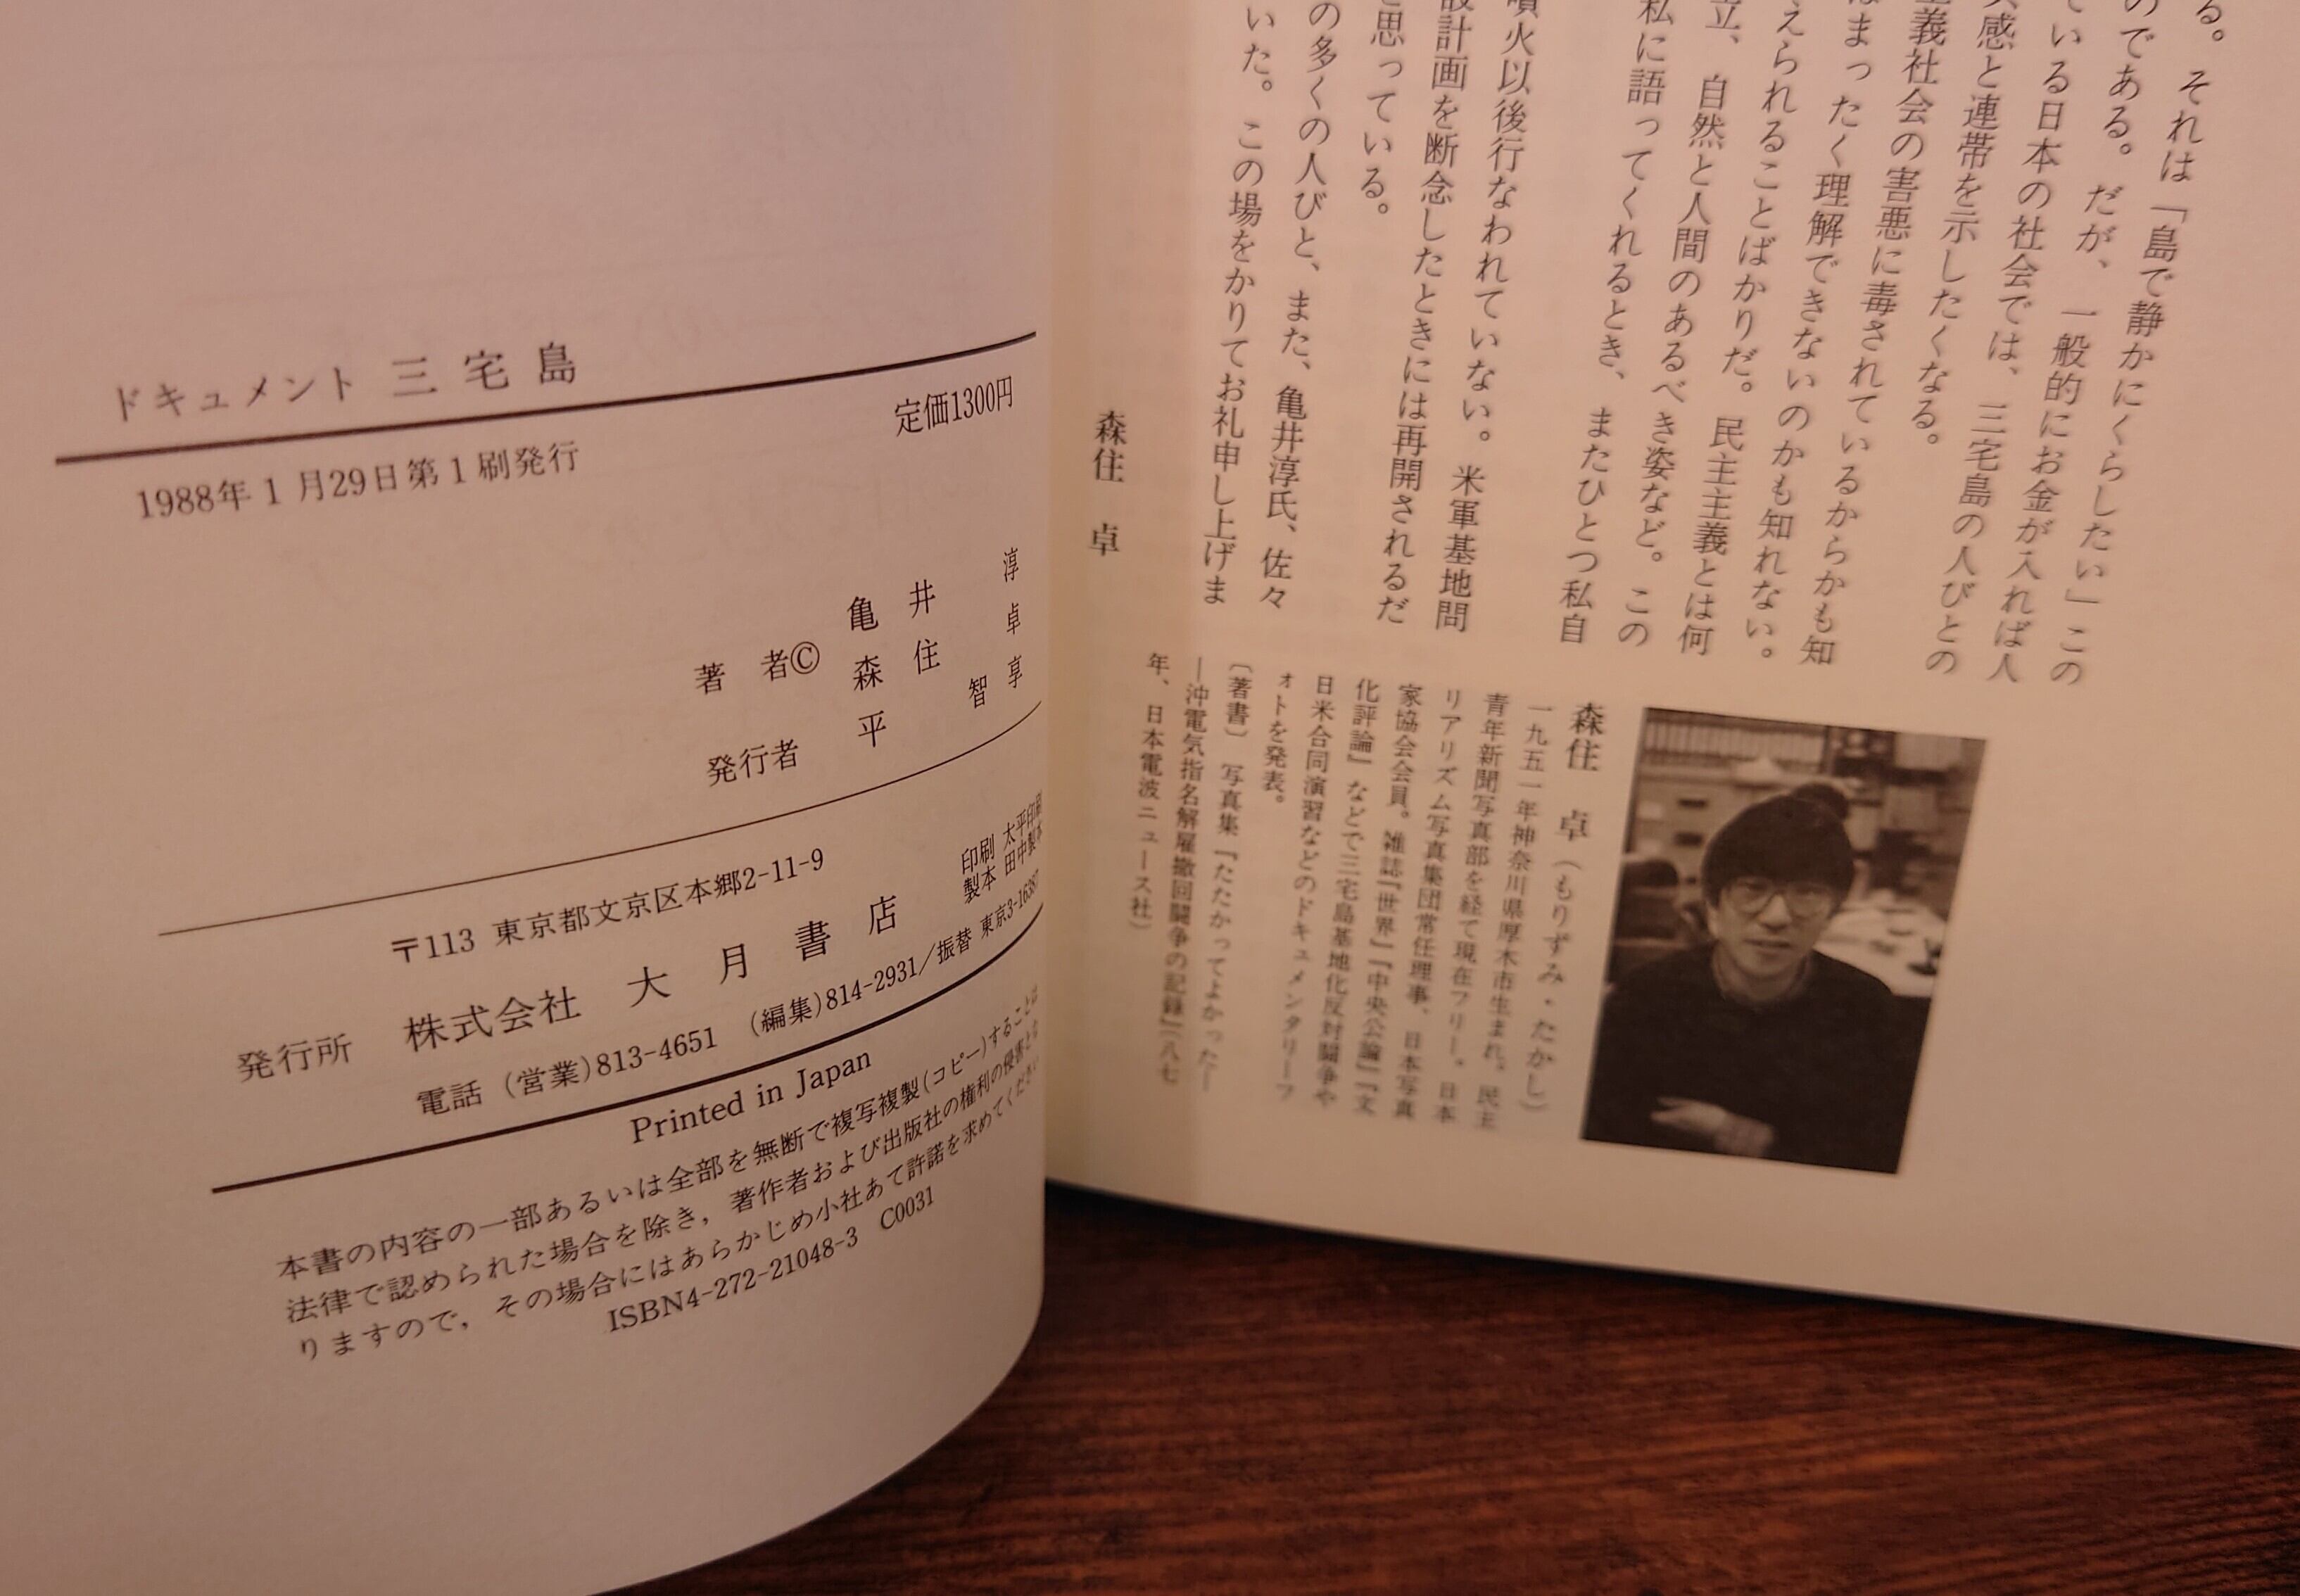 る。それは「島で静かにくらしたい」この
のである。だが、一般的にお金が入れば人
ている日本の社会では、三宅島の人びとの
感と連帯を示したくなる。
主義社会の害悪に毒されているからかも知
はまったく理解できないのかも知れない。
えられることばかりだ。民主主義とは何
立、自然と人間のあるべき姿など。この
私に語ってくれるとき、またひとつ私自
噴火以後行なわれていない。米軍基地問
設計画を断念したときには再開されるだ
と思っている。
の多くの人びと、また、亀井淳氏、佐々
いた。この場をかりてお礼申し上げま
森住 卓
森住 卓（もりずみ・たかし）
一九五一年神奈川県厚木市生まれ。民主
青年新聞写真部を経て現在フリー。日本
リアリズム写真集団常任理事、日本写真
家協会会員。雑誌『世界』『中央公論』『文
化評論』などで三宅島基地化反対闘争や
日米合同演習などのドキュメンタリーフ
ォトを発表。
〔著書〕 写真集『たたかってよかった―
―沖電気指名解雇撤回闘争の記録』（八七
年、日本電波ニュース社）
ドキュメント 三宅島
定価1300円
1988年1月29日第1刷発行
著 者© 亀井 淳
森住 卓
発行者 平 智享
印刷 太平印刷
製本 田中製本
〒113 東京都文京区本郷2-11-9
発行所 株式会社 大月書店
電話 (営業)813-4651 (編集)814-2931／振替 東京3-16387
Printed in Japan
本書の内容の一部あるいは全部を無断で複写複製(コピー)することは
法律で認められた場合を除き，著作者および出版社の権利の侵害とな
りますので，その場合にはあらかじめ小社あて許諾を求めてください
ISBN4-272-21048-3 C0031